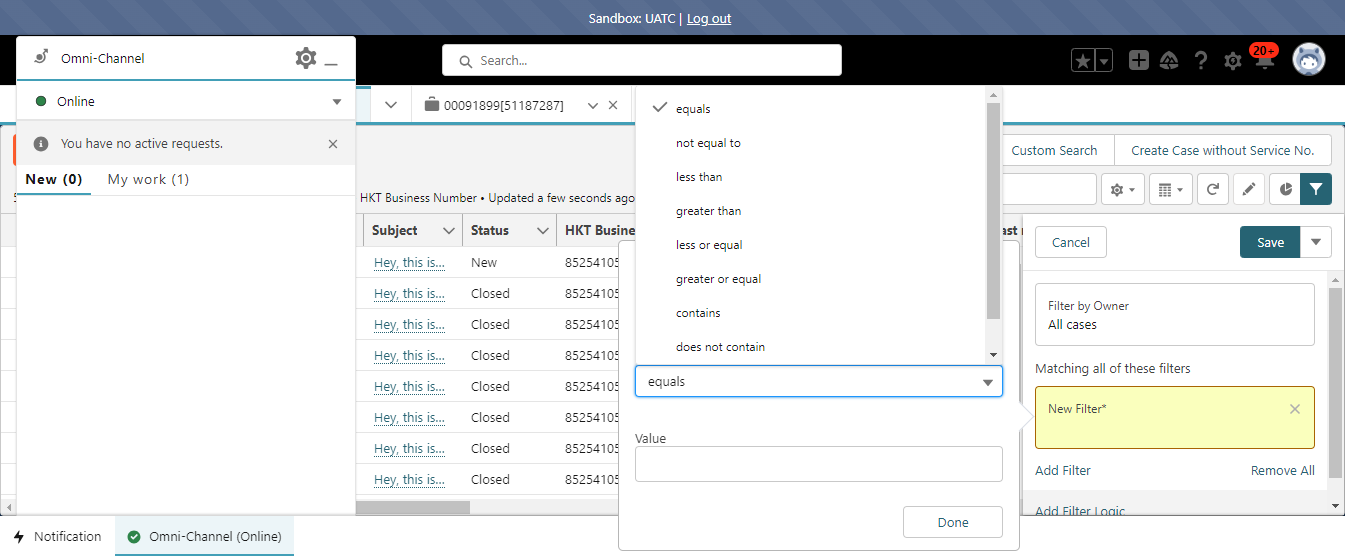 Sandbox: UATC | Log out
Omni-Channel
Search...
20+
Online
00091899[51187287]
You have no active requests.
New (0) My work (1)
Custom Search
Create Case without Service No.
HKT Business Number • Updated a few seconds ago
Subject
Status
HKT Busine
Hey, this is...
New
85254105
Hey, this is...
Closed
85254105
Hey, this is...
Closed
85254105
Hey, this is...
Closed
85254105
Hey, this is...
Closed
85254105
Hey, this is...
Closed
85254105
Hey, this is...
Closed
85254105
Hey, this is...
Closed
85254105
equals
not equal to
less than
greater than
less or equal
greater or equal
contains
does not contain
equals
Value
Done
Cancel
Save
Filter by Owner
All cases
Matching all of these filters
New Filter*
Add Filter
Remove All
Add Filter Logic
Notification
Omni-Channel (Online)